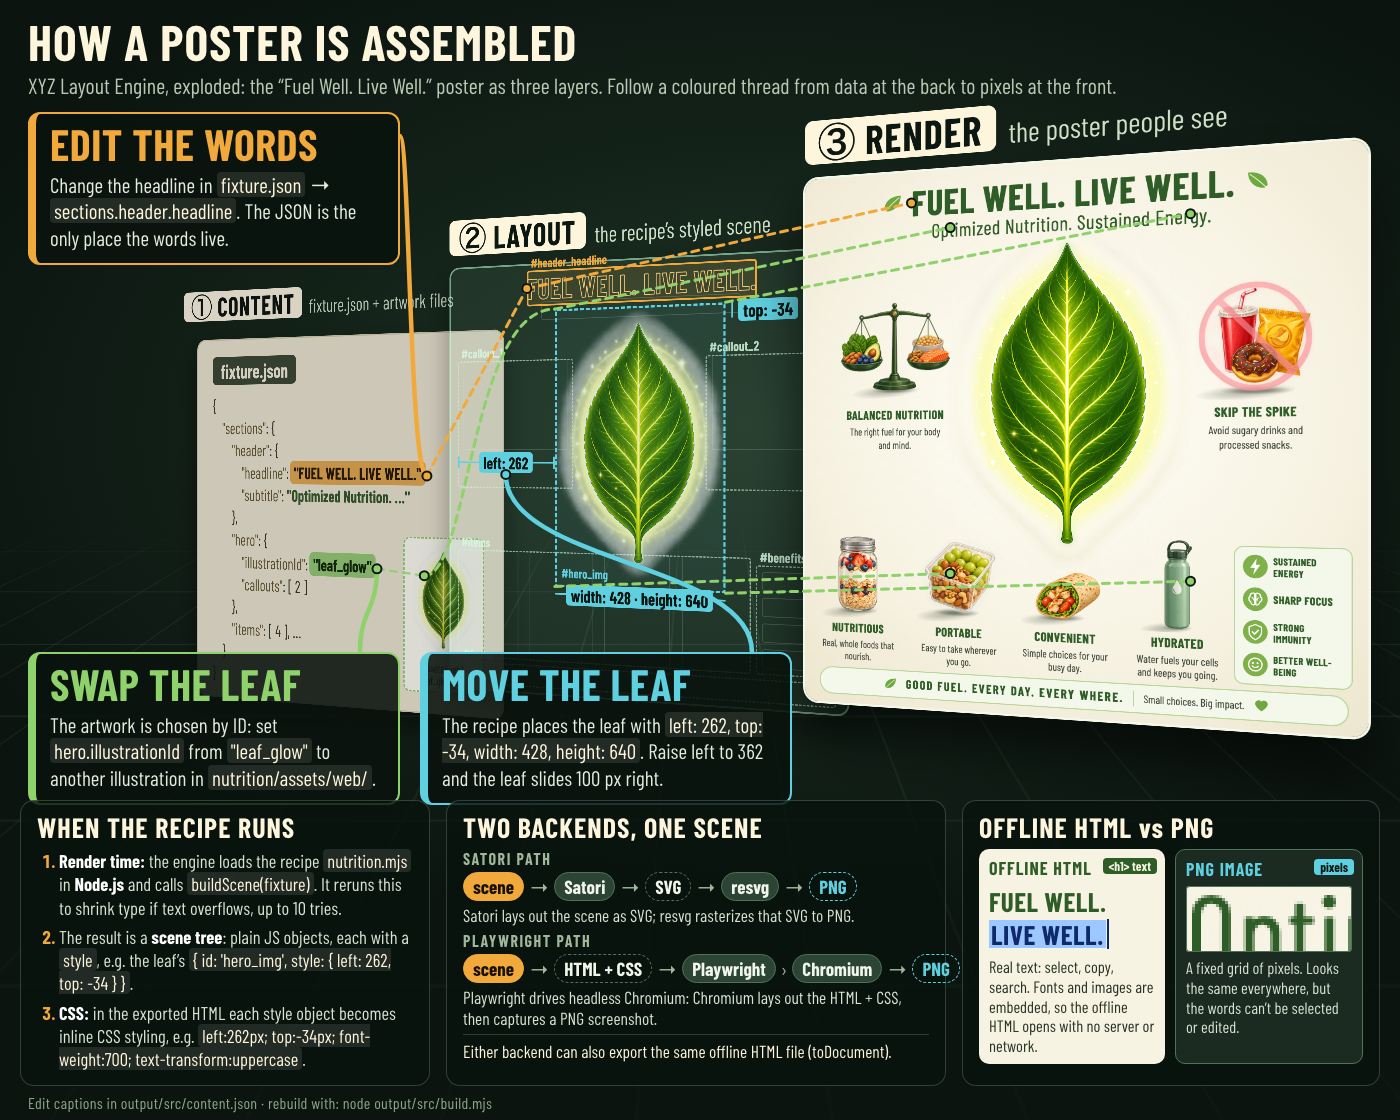 HOW A POSTER IS ASSEMBLED
XYZ Layout Engine, exploded: the “Fuel Well. Live Well.” poster as three layers. Follow a coloured thread from data at the back to pixels at the front.
EDIT THE WORDS
Change the headline in fixture.json →
sections.header.headline. The JSON is the
only place the words live.
① CONTENT fixture.json + artwork files
fixture.json
{
"sections": {
"header": {
"headline": "FUEL WELL. LIVE WELL."
"subtitle": "Optimized Nutrition. ..."
},
"hero": {
"illustrationId": "leaf_glow"
"callouts": [ 2 ]
},
"items": [ 4 ], ...
}
② LAYOUT the recipe's styled scene
#header_headline
FUEL WELL. LIVE WELL.
top: -34
#callout_
#callout_2
left: 262
#items
#hero_img
#benefits
width: 428 · height: 640
③ RENDER the poster people see
FUEL WELL. LIVE WELL.
Optimized Nutrition. Sustained Energy.
BALANCED NUTRITION
The right fuel for your body
and mind.
SKIP THE SPIKE
Avoid sugary drinks and
processed snacks.
NUTRITIOUS
Real, whole foods that
nourish.
PORTABLE
Easy to take wherever
you go.
CONVENIENT
Simple choices for your
busy day.
HYDRATED
Water fuels your cells
and keeps you going.
SUSTAINED
ENERGY
SHARP FOCUS
STRONG
IMMUNITY
BETTER WELL-
BEING
GOOD FUEL. EVERY DAY. EVERY WHERE. Small choices. Big impact.
SWAP THE LEAF
The artwork is chosen by ID: set
hero.illustrationId from "leaf_glow" to
another illustration in nutrition/assets/web/.
MOVE THE LEAF
The recipe places the leaf with left: 262, top:
-34, width: 428, height: 640. Raise left to 362
and the leaf slides 100 px right.
WHEN THE RECIPE RUNS
1. Render time: the engine loads the recipe nutrition.mjs
in Node.js and calls buildScene(fixture). It reruns this
to shrink type if text overflows, up to 10 tries.
2. The result is a scene tree: plain JS objects, each with a
style, e.g. the leaf's { id: 'hero_img', style: { left: 262,
top: -34 } }.
3. CSS: in the exported HTML each style object becomes
inline CSS styling, e.g. left:262px; top:-34px; font-
weight:700; text-transform:uppercase.
TWO BACKENDS, ONE SCENE
SATORI PATH
scene → Satori → SVG → resvg → PNG
Satori lays out the scene as SVG; resvg rasterizes that SVG to PNG.
PLAYWRIGHT PATH
scene → HTML + CSS → Playwright › Chromium → PNG
Playwright drives headless Chromium: Chromium lays out the HTML + CSS,
then captures a PNG screenshot.
Either backend can also export the same offline HTML file (toDocument).
OFFLINE HTML vs PNG
OFFLINE HTML <h1> text
FUEL WELL.
LIVE WELL.
Real text: select, copy,
search. Fonts and images are
embedded, so the offline
HTML opens with no server or
network.
PNG IMAGE pixels
Opti
A fixed grid of pixels. Looks
the same everywhere, but
the words can't be selected
or edited.
Edit captions in output/src/content.json · rebuild with: node output/src/build.mjs